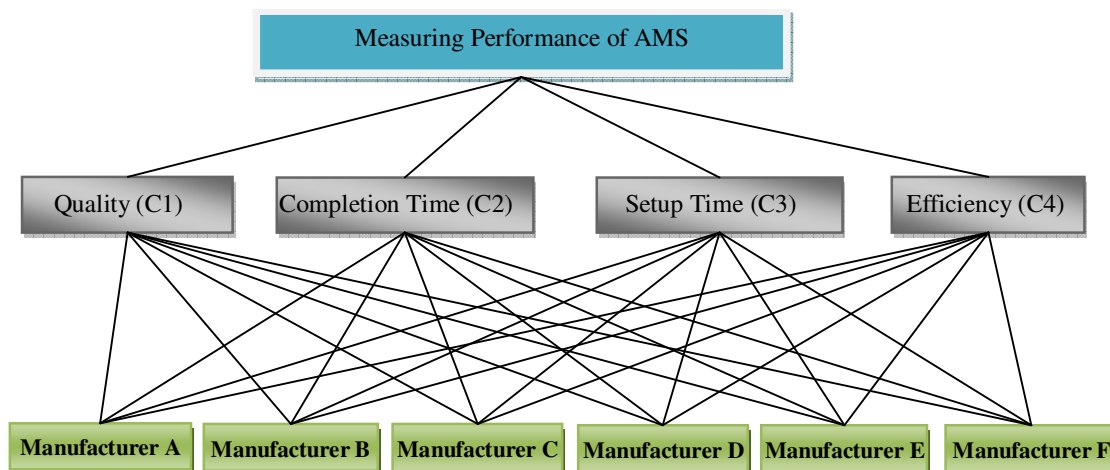 Measuring Performance of AMS
Quality (C1)
Completion Time (C2)
Setup Time (C3)
Efficiency (C4)
Manufacturer A
Manufacturer B
Manufacturer C
Manufacturer D
Manufacturer E
Manufacturer F